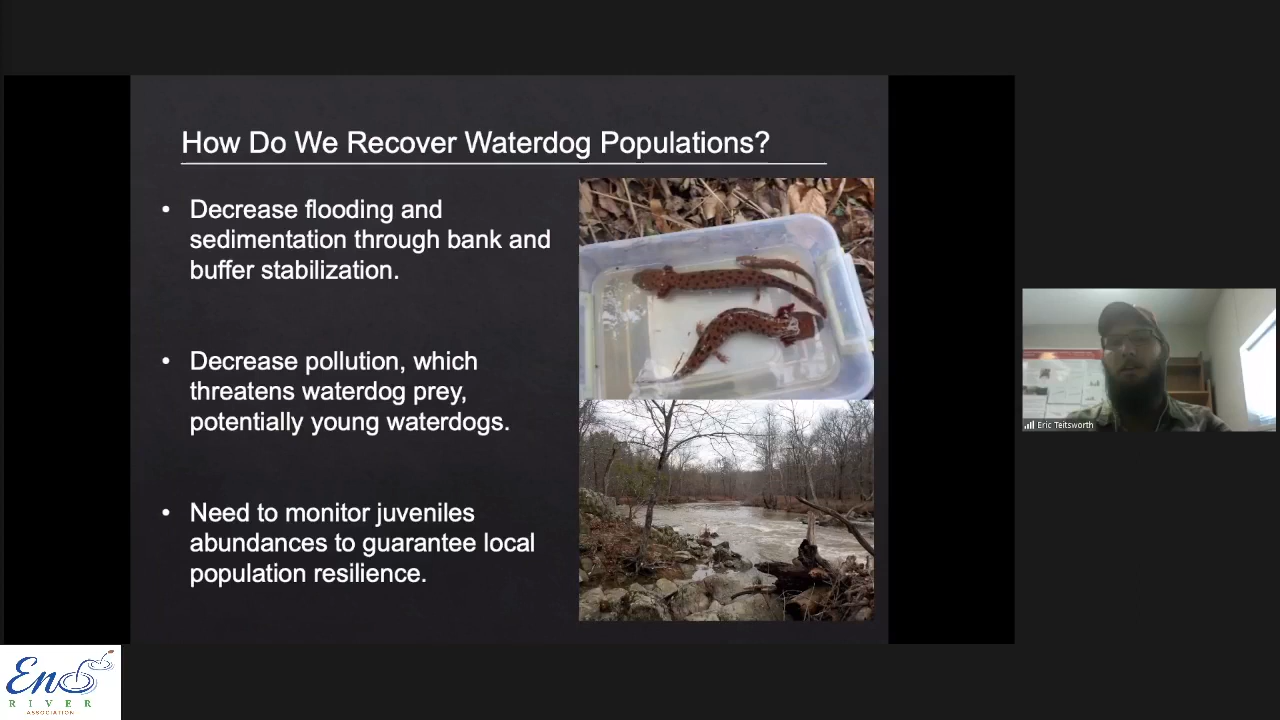 How Do We Recover Waterdog Populations?
• Decrease flooding and
sedimentation through bank and
buffer stabilization.
• Decrease pollution, which
threatens waterdog prey,
potentially young waterdogs.
• Need to monitor juveniles
abundances to guarantee local
population resilience.
Eric Teitsworth
Eno
RIVER
ASSOCIATION